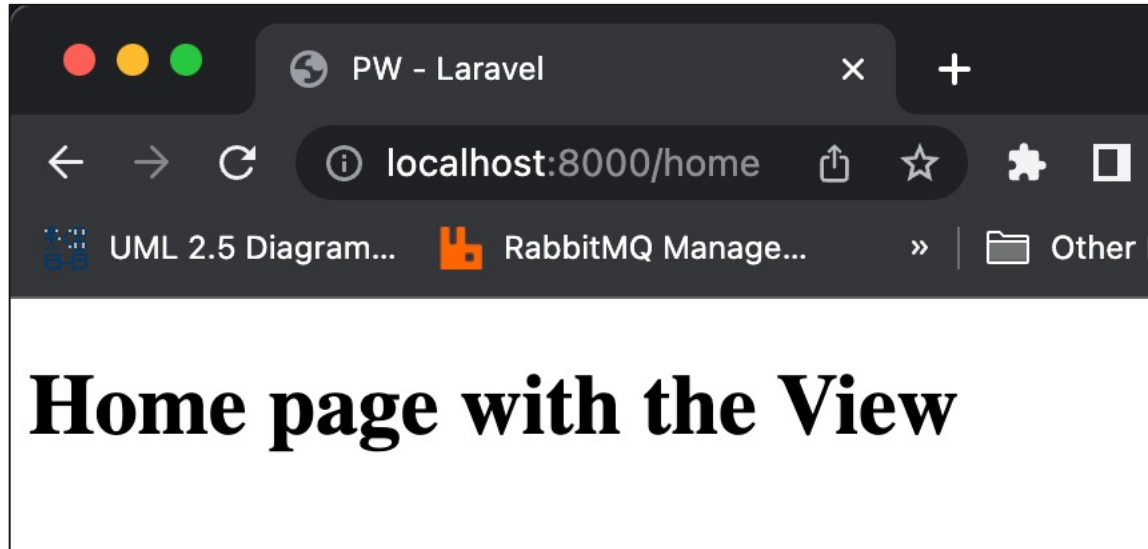 PW - Laravel
localhost:8000/home
UML 2.5 Diagram... RabbitMQ Manage... » Other
Home page with the View